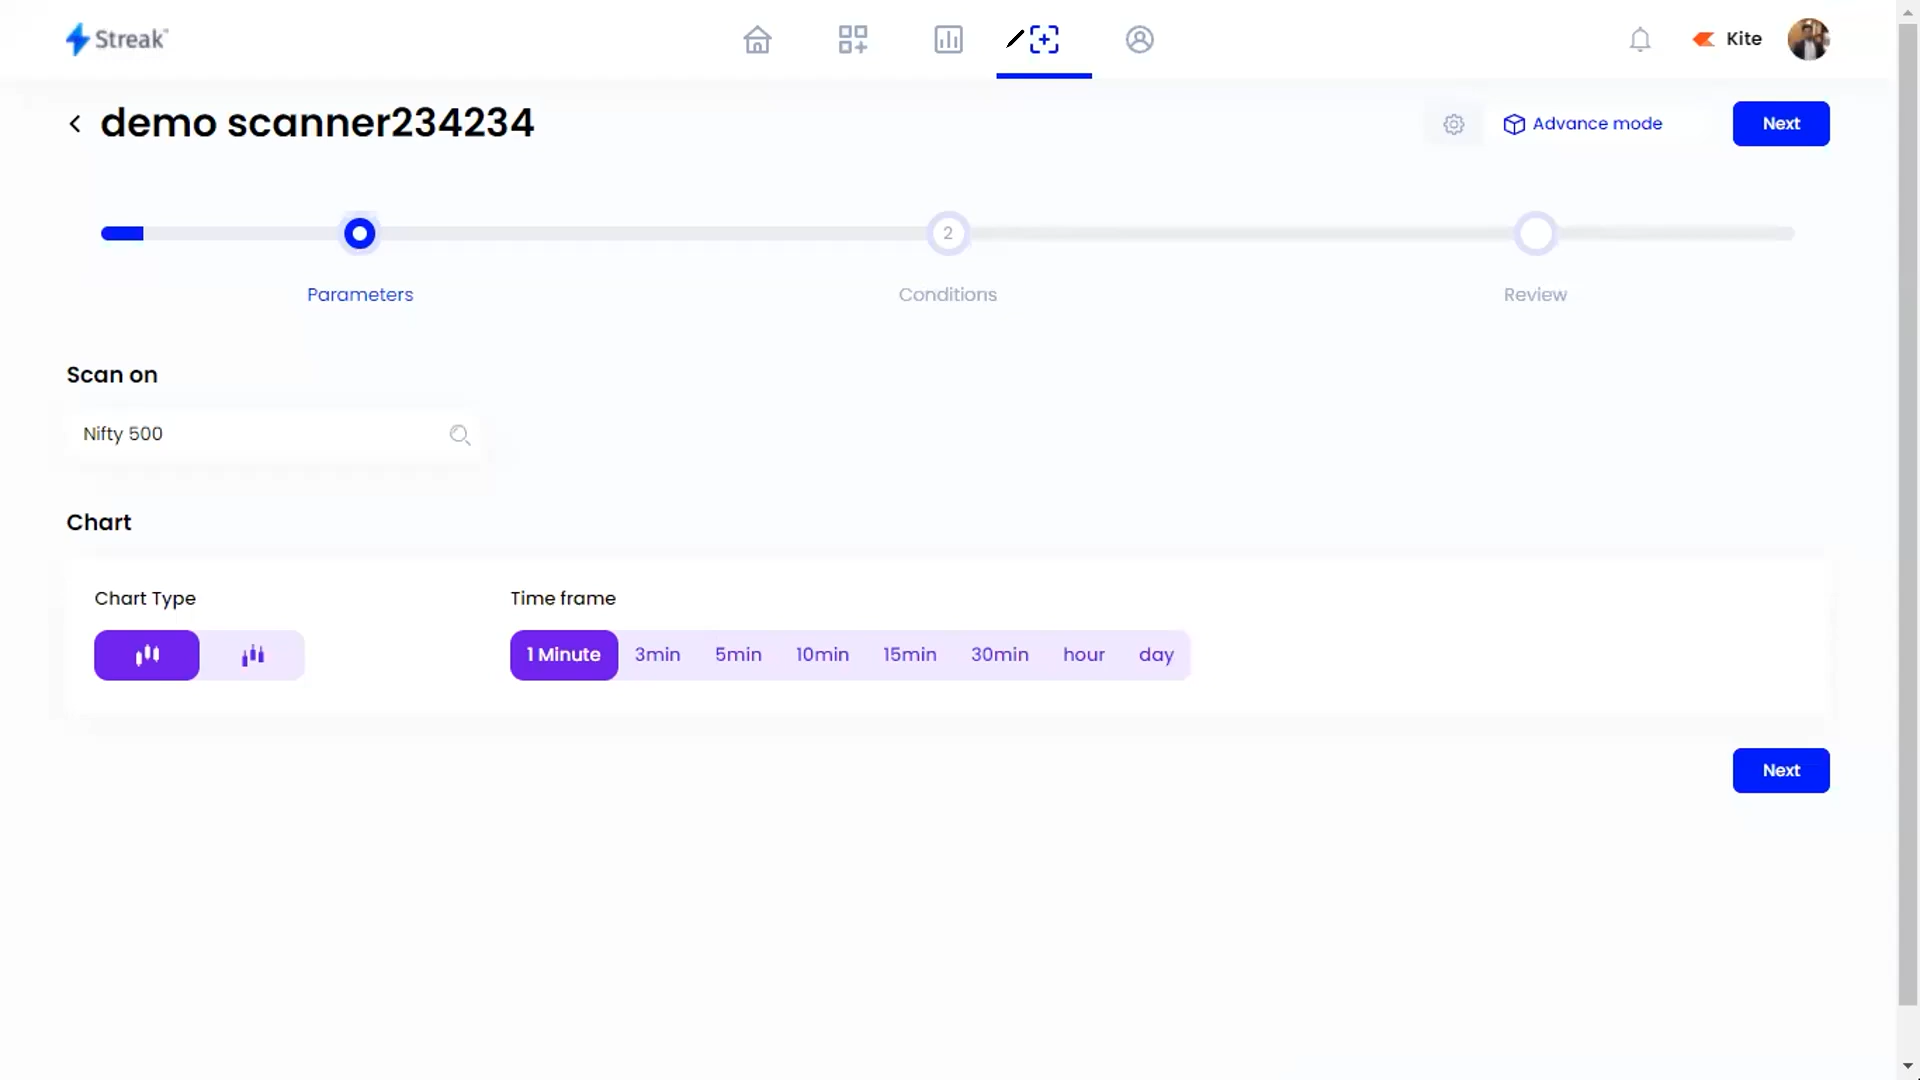 Streak™
Kite
demo scanner234234
Advance mode
Next
2
Parameters
Conditions
Review
Scan on
Nifty 500
Chart
Chart Type
Time frame
1 Minute 3min 5min 10min 15min 30min hour day
Next